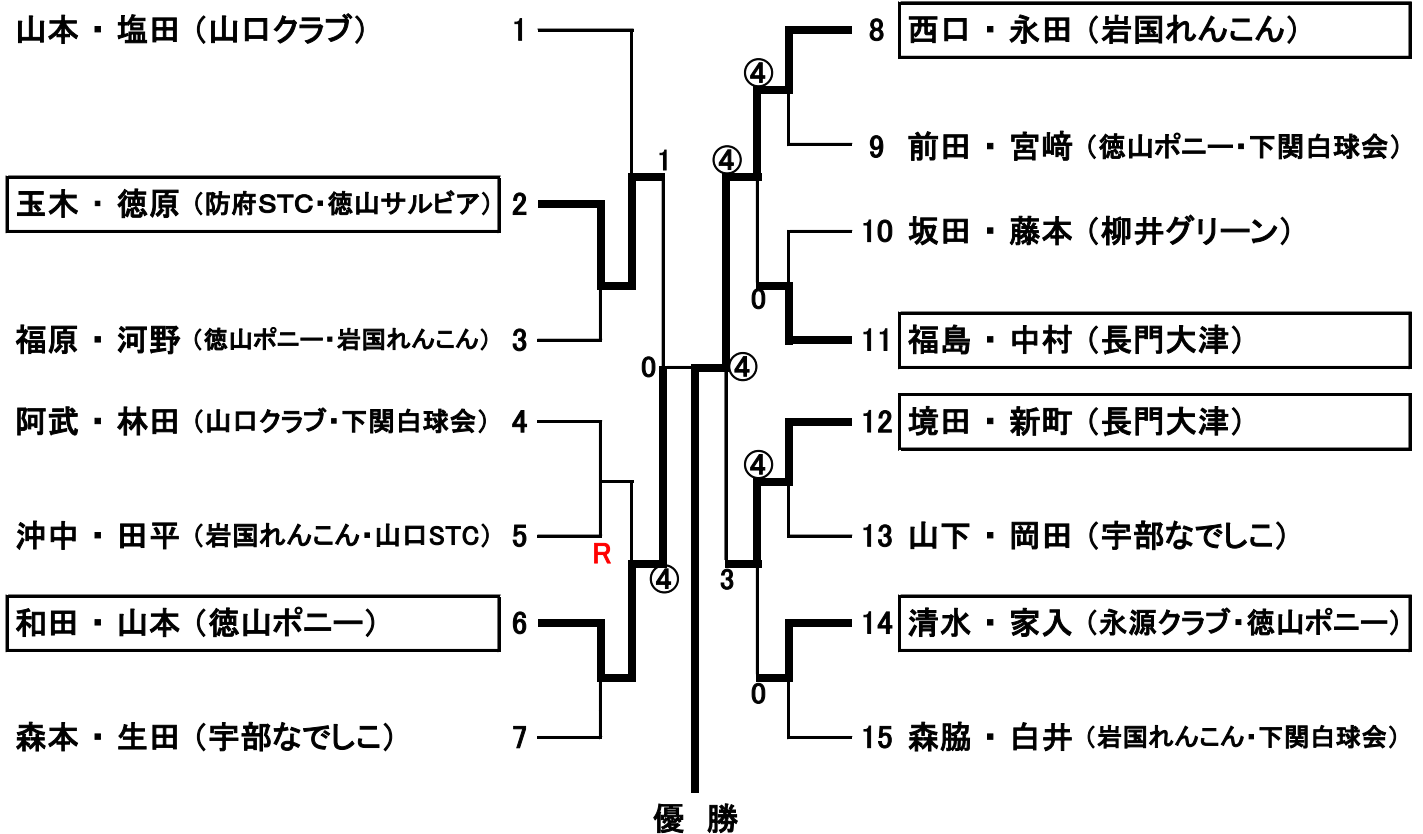 山本・塩田（山口クラブ） 1
玉木・徳原（防府STC・徳山サルビア） 2
福原・河野（徳山ポニー・岩国れんこん） 3
阿武・林田（山口クラブ・下関白球会） 4
沖中・田平（岩国れんこん・山口STC） 5
R
和田・山本（徳山ポニー） 6
森本・生田（宇部なでしこ） 7
1
0
④
④
④
0
④
④
3
0
8 西口・永田（岩国れんこん）
9 前田・宮﨑（徳山ポニー・下関白球会）
10 坂田・藤本（柳井グリーン）
11 福島・中村（長門大津）
12 境田・新町（長門大津）
13 山下・岡田（宇部なでしこ）
14 清水・家入（永源クラブ・徳山ポニー）
15 森脇・白井（岩国れんこん・下関白球会）
優勝